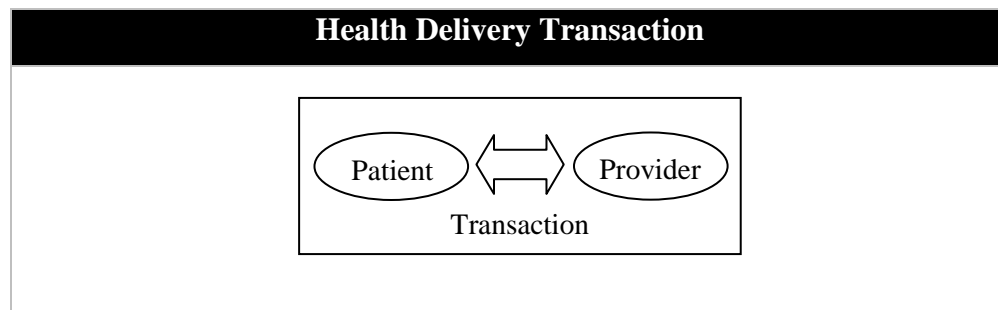 Health Delivery Transaction
Patient Provider
Transaction